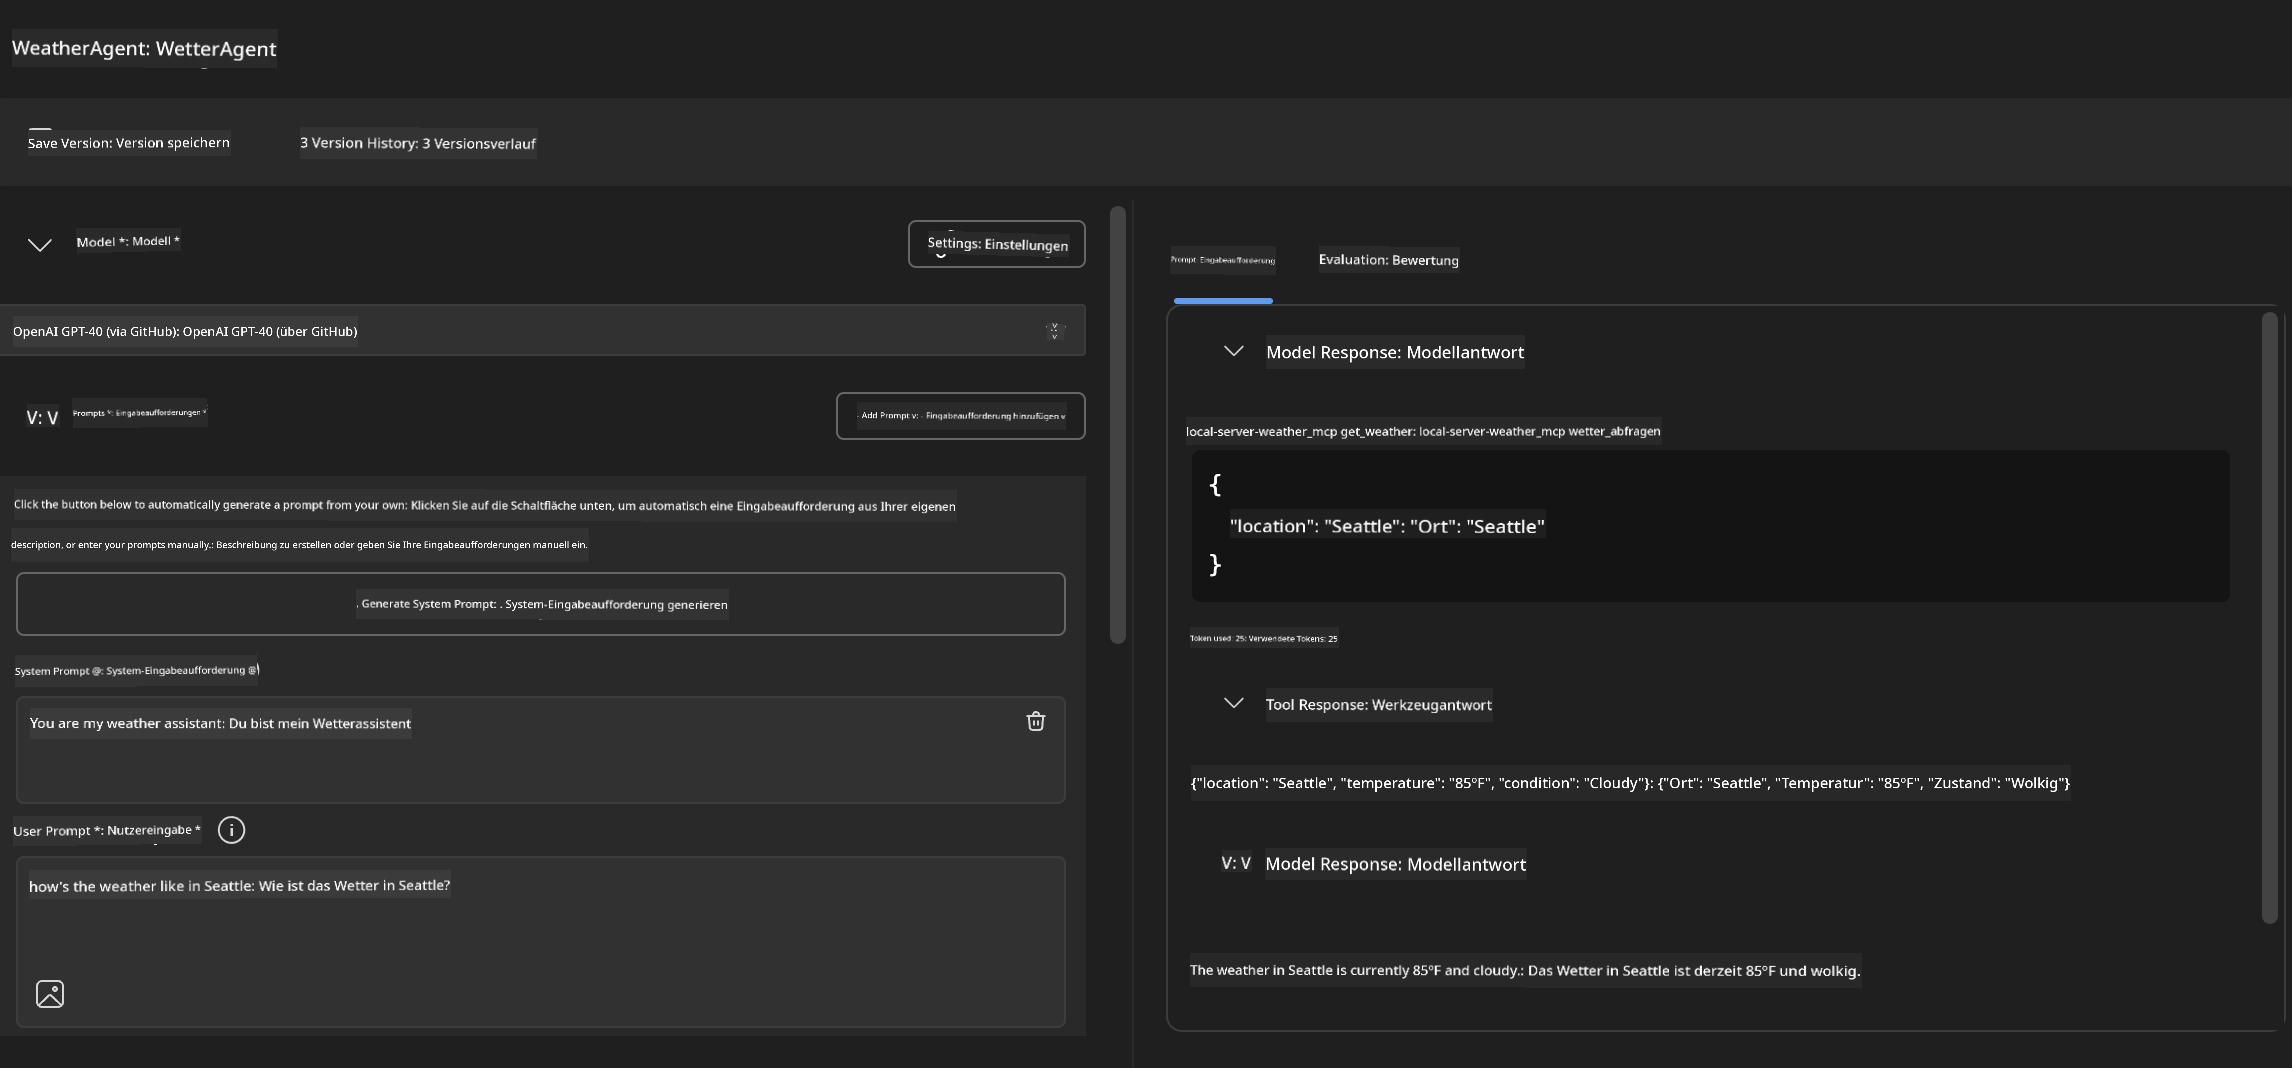 WeatherAgent: WetterAgent
Save Version: Version speichern
3 Version History: 3 Versionsverlauf
Model *: Modell *
Settings: Einstellungen
OpenAI GPT-40 (via GitHub): OpenAI GPT-40 (über GitHub)
V: V
Prompts *: Eingabeaufforderungen *
- Add Prompt v: - Eingabeaufforderung hinzufügen v
Click the button below to automatically generate a prompt from your own: Klicken Sie auf die Schaltfläche unten, um automatisch eine Eingabeaufforderung aus Ihrer eigenen
description, or enter your prompts manually.: Beschreibung zu erstellen oder geben Sie Ihre Eingabeaufforderungen manuell ein.
. Generate System Prompt: . System-Eingabeaufforderung generieren
System Prompt @: System-Eingabeaufforderung @
You are my weather assistant: Du bist mein Wetterassistent
User Prompt *: Nutzereingabe *
how's the weather like in Seattle: Wie ist das Wetter in Seattle?
Prompt: Eingabeaufforderung
Evaluation: Bewertung
Model Response: Modellantwort
local-server-weather_mcp get_weather: local-server-weather_mcp wetter_abfragen
{
"location": "Seattle": "Ort": "Seattle"
}
Token used: 25: Verwendete Tokens: 25
Tool Response: Werkzeugantwort
{"location": "Seattle", "temperature": "85°F", "condition": "Cloudy"}: {"Ort": "Seattle", "Temperatur": "85°F", "Zustand": "Wolkig"}
V: V
Model Response: Modellantwort
The weather in Seattle is currently 85°F and cloudy.: Das Wetter in Seattle ist derzeit 85°F und wolkig.